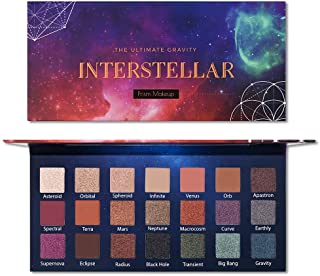 THE ULTIMATE GRAVITY
INTERSTELLAR
Prism Makeup
Asteroid Orbital Spheroid Infinite Venus Orb Apastron
Spectral Terra Mars Neptune Macrocosm Curve Earthly
Supernova Eclipse Radius Black Hole Transient Big Bang Gravity